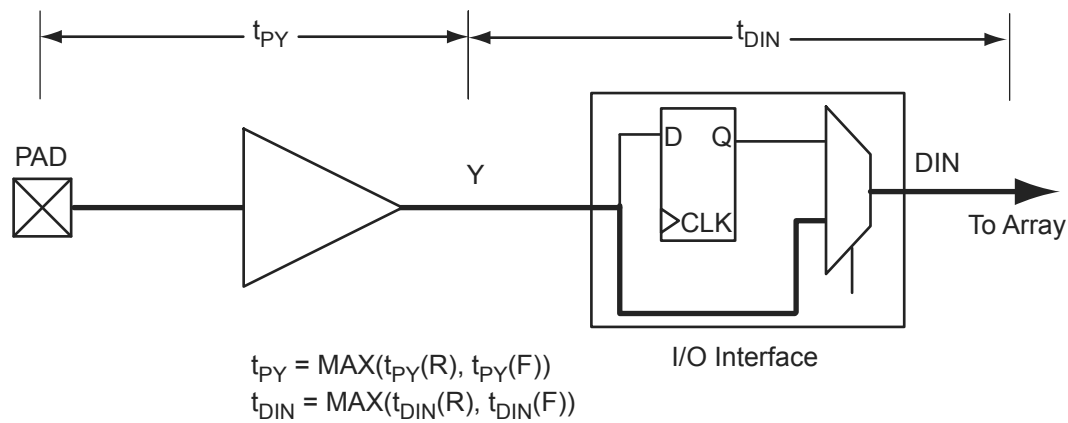 tPY
tDIN
PAD
Y
D
Q
CLK
DIN
To Array
I/O Interface
tPY = MAX(tPY(R), tPY(F))
tDIN = MAX(tDIN(R), tDIN(F))